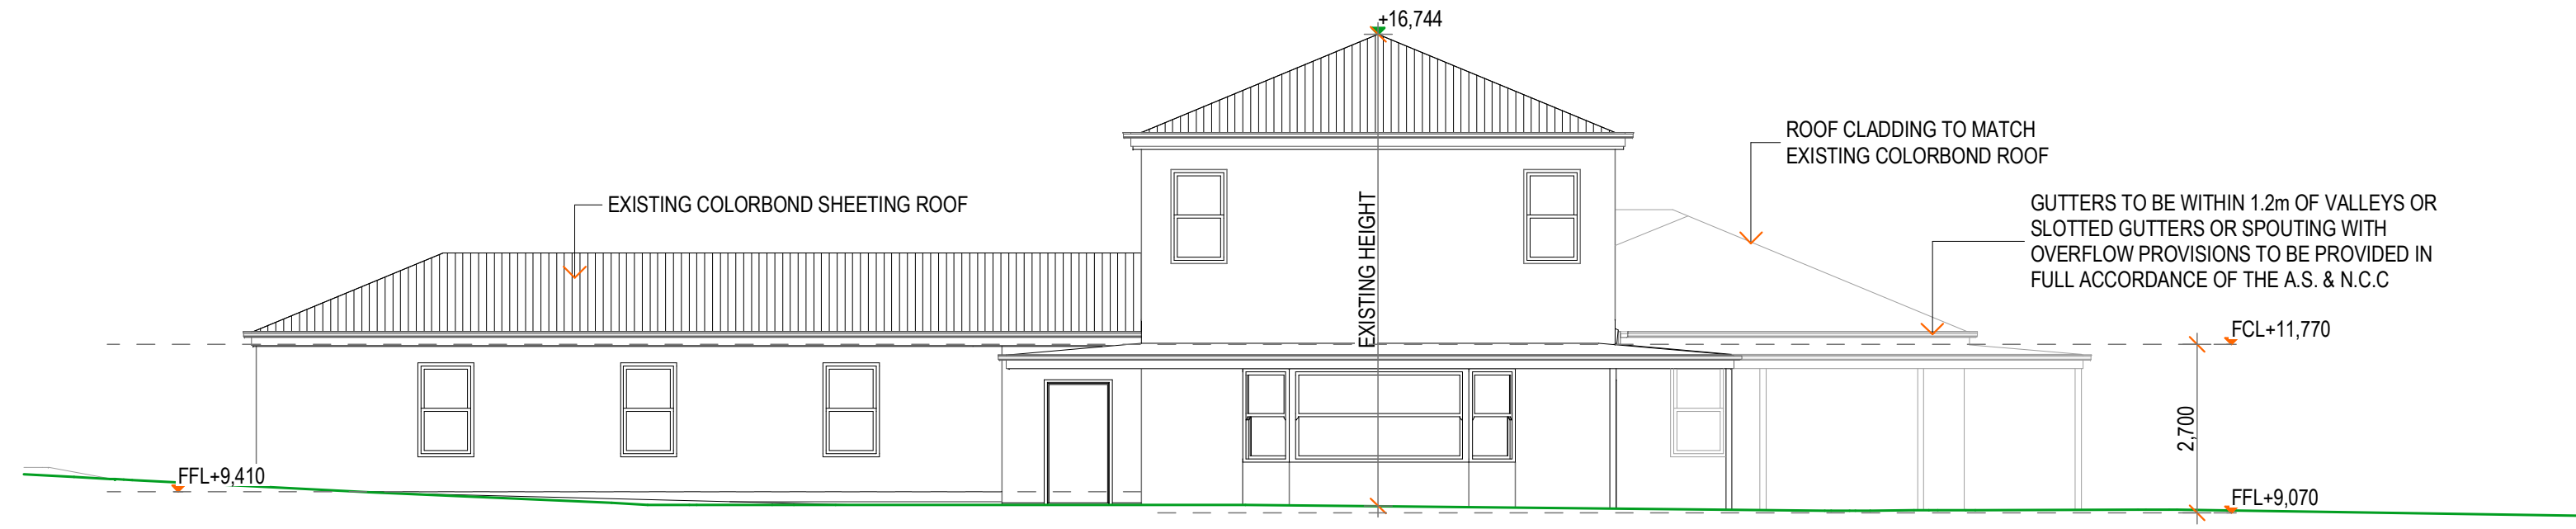 +16,744
ROOF CLADDING TO MATCH
EXISTING COLORBOND ROOF
EXISTING COLORBOND SHEETING ROOF
GUTTERS TO BE WITHIN 1.2m OF VALLEYS OR
SLOTTED GUTTERS OR SPOUTING WITH
OVERFLOW PROVISIONS TO BE PROVIDED IN
FULL ACCORDANCE OF THE A.S. & N.C.C
EXISTING HEIGHT
FCL+11,770
2,700
FFL+9,410
FFL+9,070